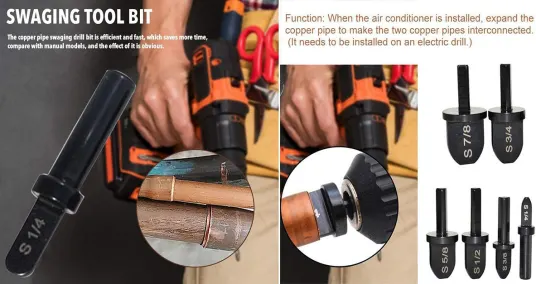 SWAGING TOOL BIT
The copper pipe swaging drill bit is efficient and fast, which saves more time,
compare with manual models, and the effect of it is obvious.
S 1/4
Function: When the air conditioner is installed, expand the
copper pipe to make the two copper pipes interconnected.
(It needs to be installed on an electric drill.)
S 7/8
S 3/4
S 5/8
S 1/2
S 3/8
S 1/4